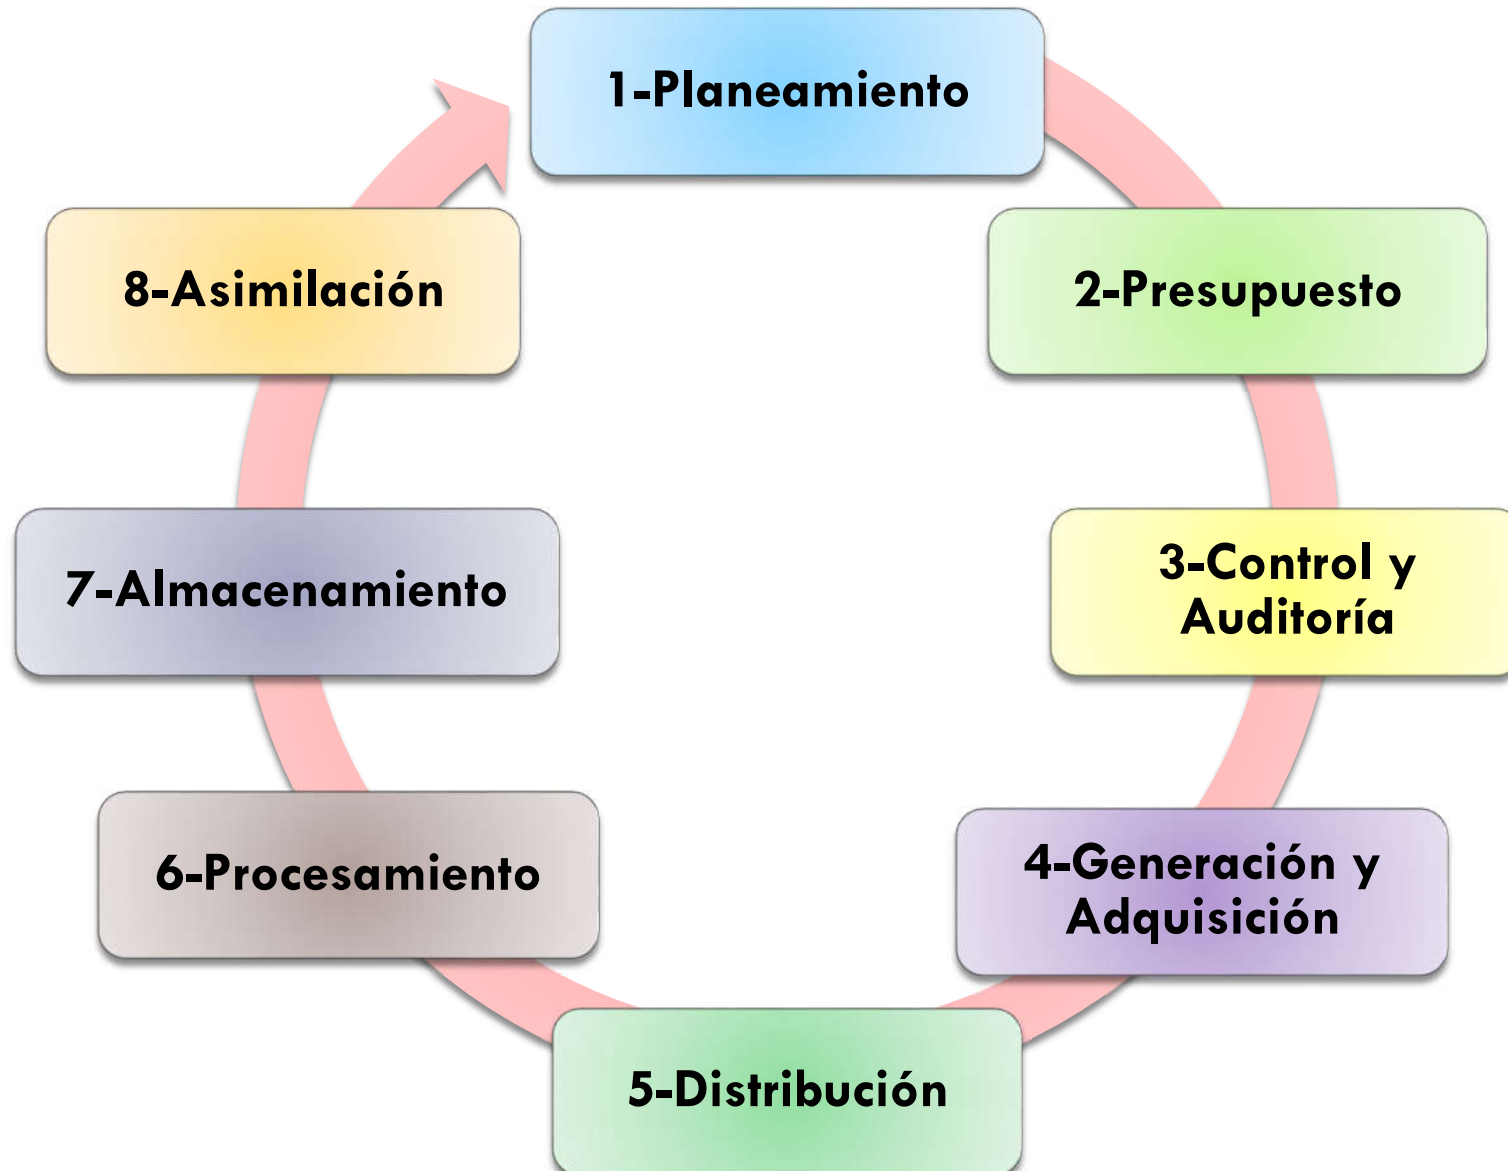 1-Planeamiento
2-Presupuesto
3-Control y
Auditoría
4-Generación y
Adquisición
5-Distribución
6-Procesamiento
7-Almacenamiento
8-Asimilación